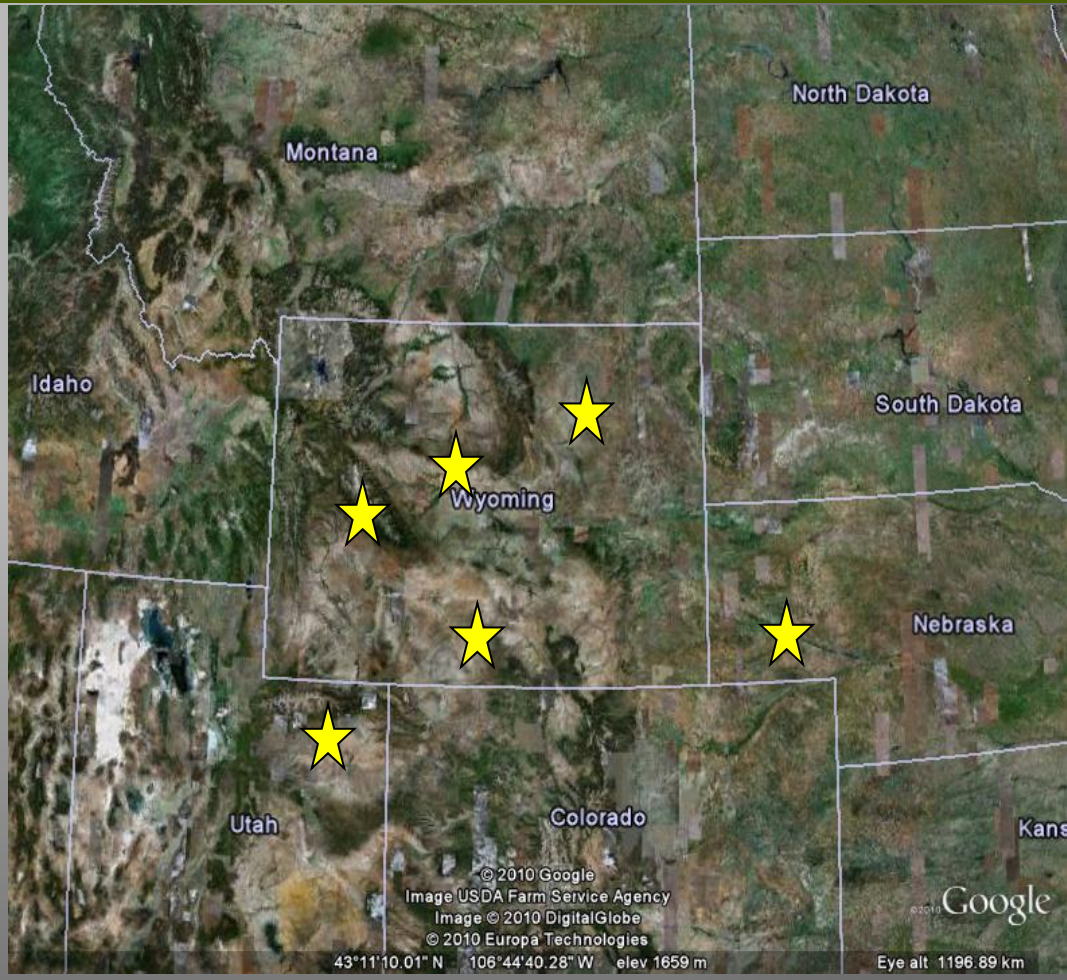 North Dakota
Montana
Idaho
South Dakota
Wyoming
Nebraska
Utah
Colorado
Kans
© 2010 Google
Image USDA Farm Service Agency
Image © 2010 DigitalGlobe
© 2010 Europa Technologies
©2010 Google
43°11'10.01" N 106°44'40.28" W elev 1659 m Eye alt 1196.89 km